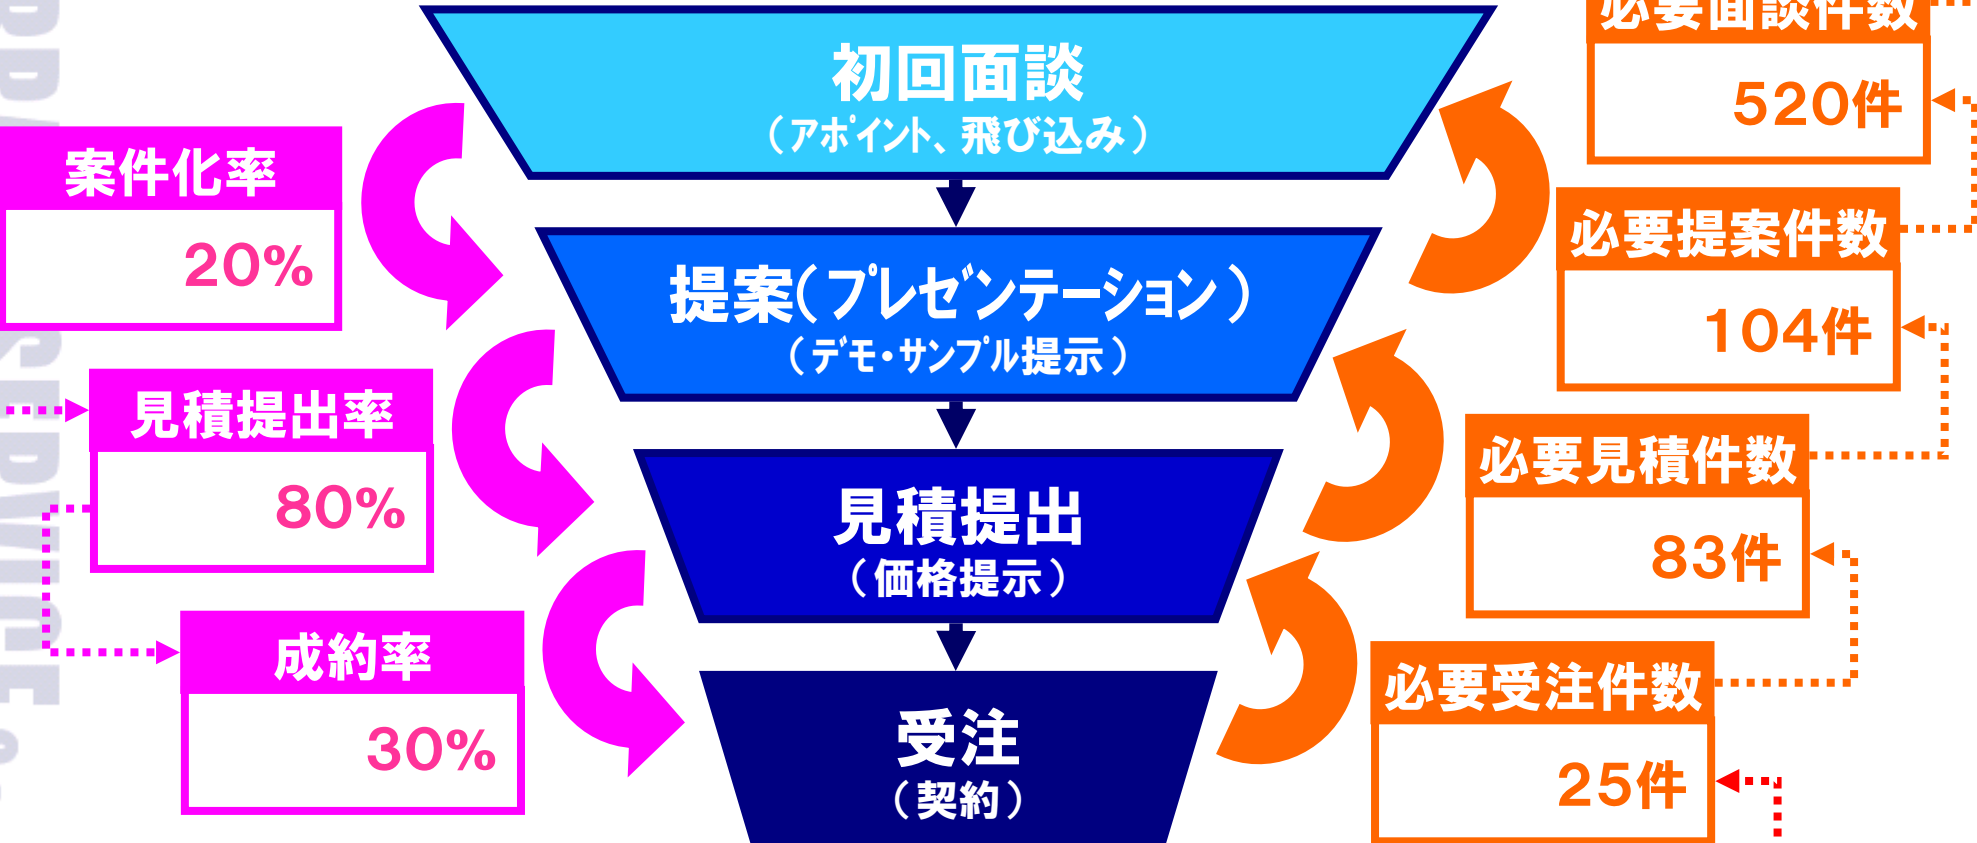 初回面談
（アポイント、飛び込み）
案件化率
20%
提案（プレゼンテーション）
（デモ・サンプル提示）
見積提出率
80%
見積提出
（価格提示）
成約率
30%
受注
（契約）
必要面談件数
520件
必要提案件数
104件
必要見積件数
83件
必要受注件数
25件
SERVICE